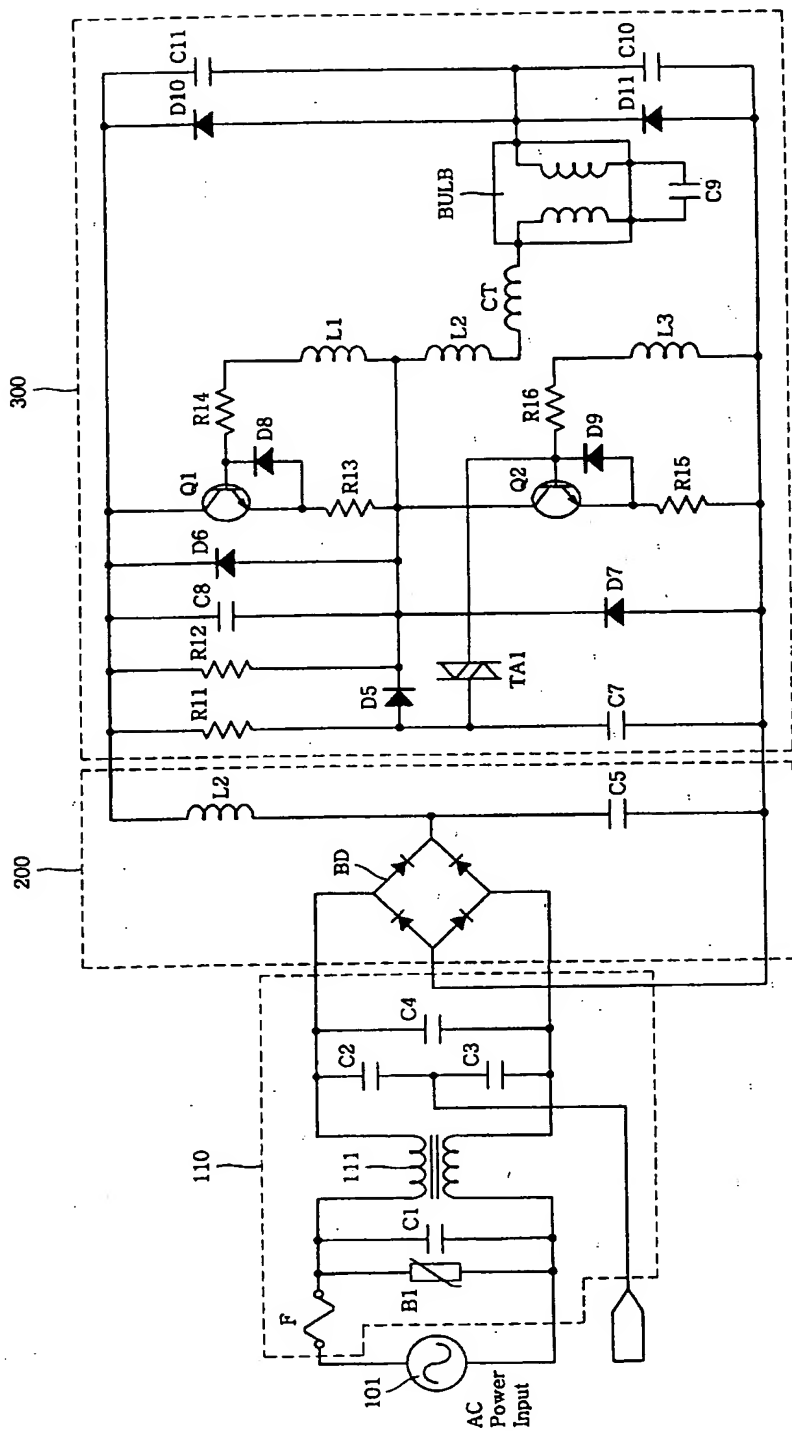 300
200
110
C11
C10
D10
D11
BULB
C9
CT
L1
L2
L3
R14
R16
Q1
D8
R13
Q2
D9
R15
D6
D7
C8
R12
R11
D5
TA1
C7
L2
C5
BD
C4
C2
C3
111
C1
B1
F
101
AC
Power
Input